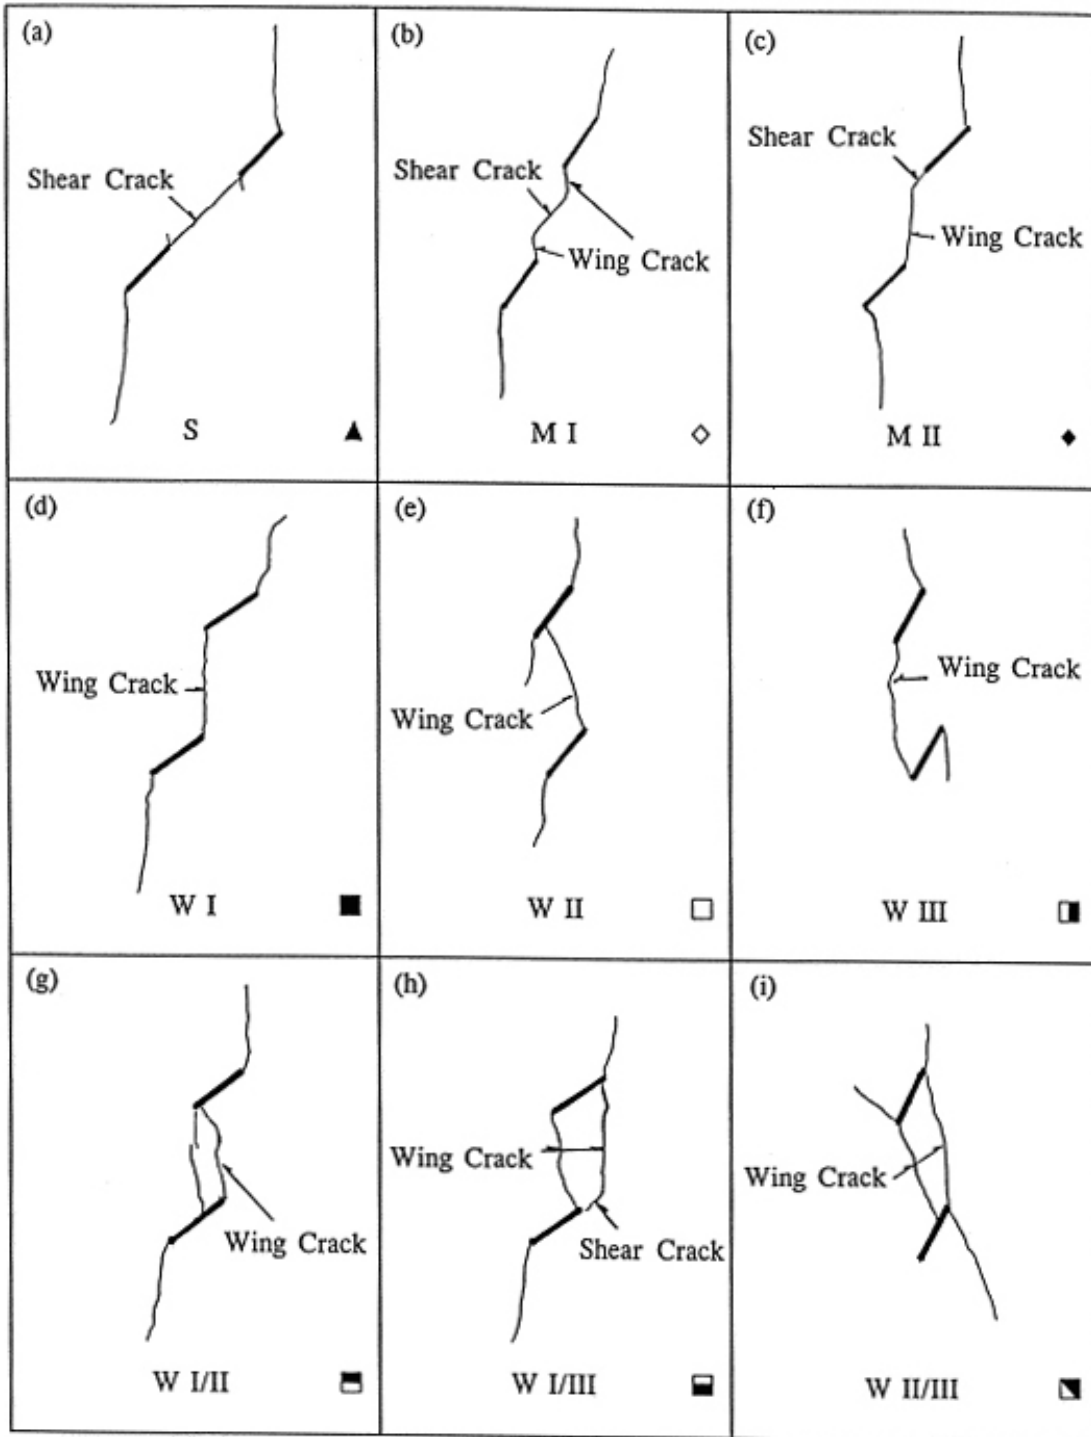 (a)
Shear Crack
S
(b)
Shear Crack
Wing Crack
M I
(c)
Shear Crack
Wing Crack
M II
(d)
Wing Crack
W I
(e)
Wing Crack
W II
(f)
Wing Crack
W III
(g)
Wing Crack
W I/II
(h)
Wing Crack
Shear Crack
W I/III
(i)
Wing Crack
W II/III